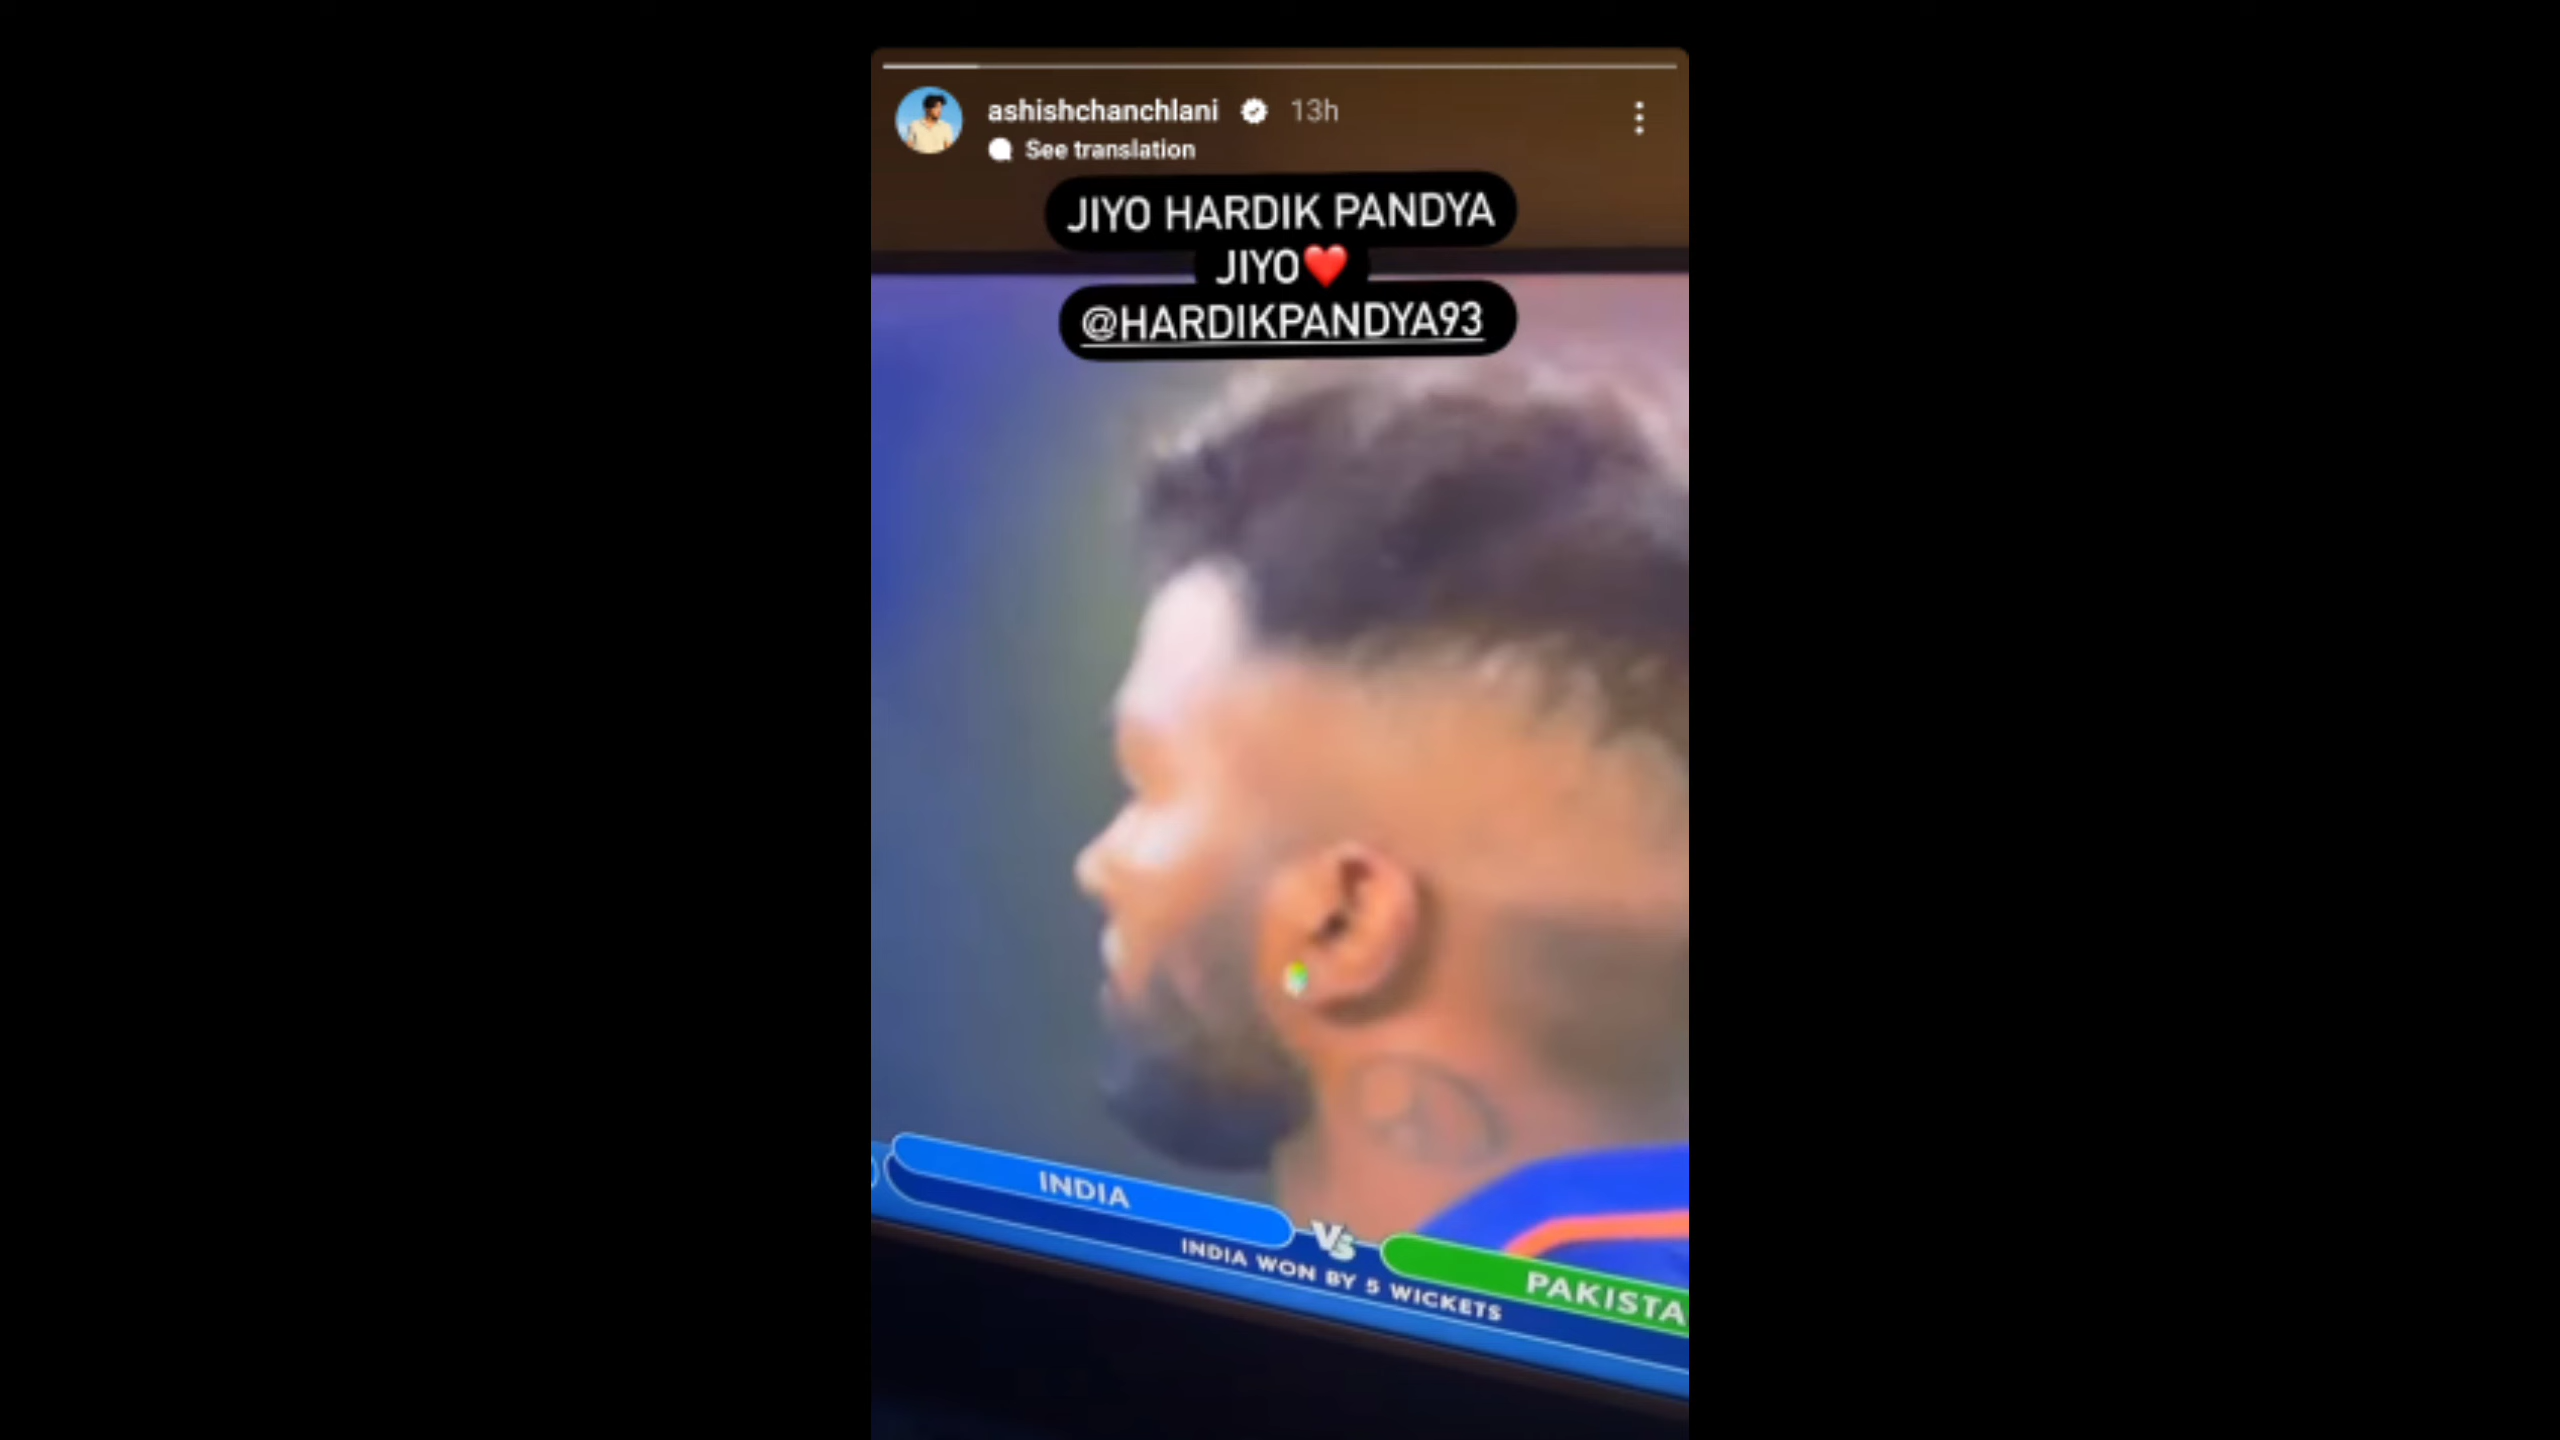 ashishchanchlani 13h
See translation
JIYO HARDIK PANDYA
JIYO❤️
@HARDIKPANDYA93
INDIA
VS
PAKISTA
INDIA WON BY 5 WICKETS